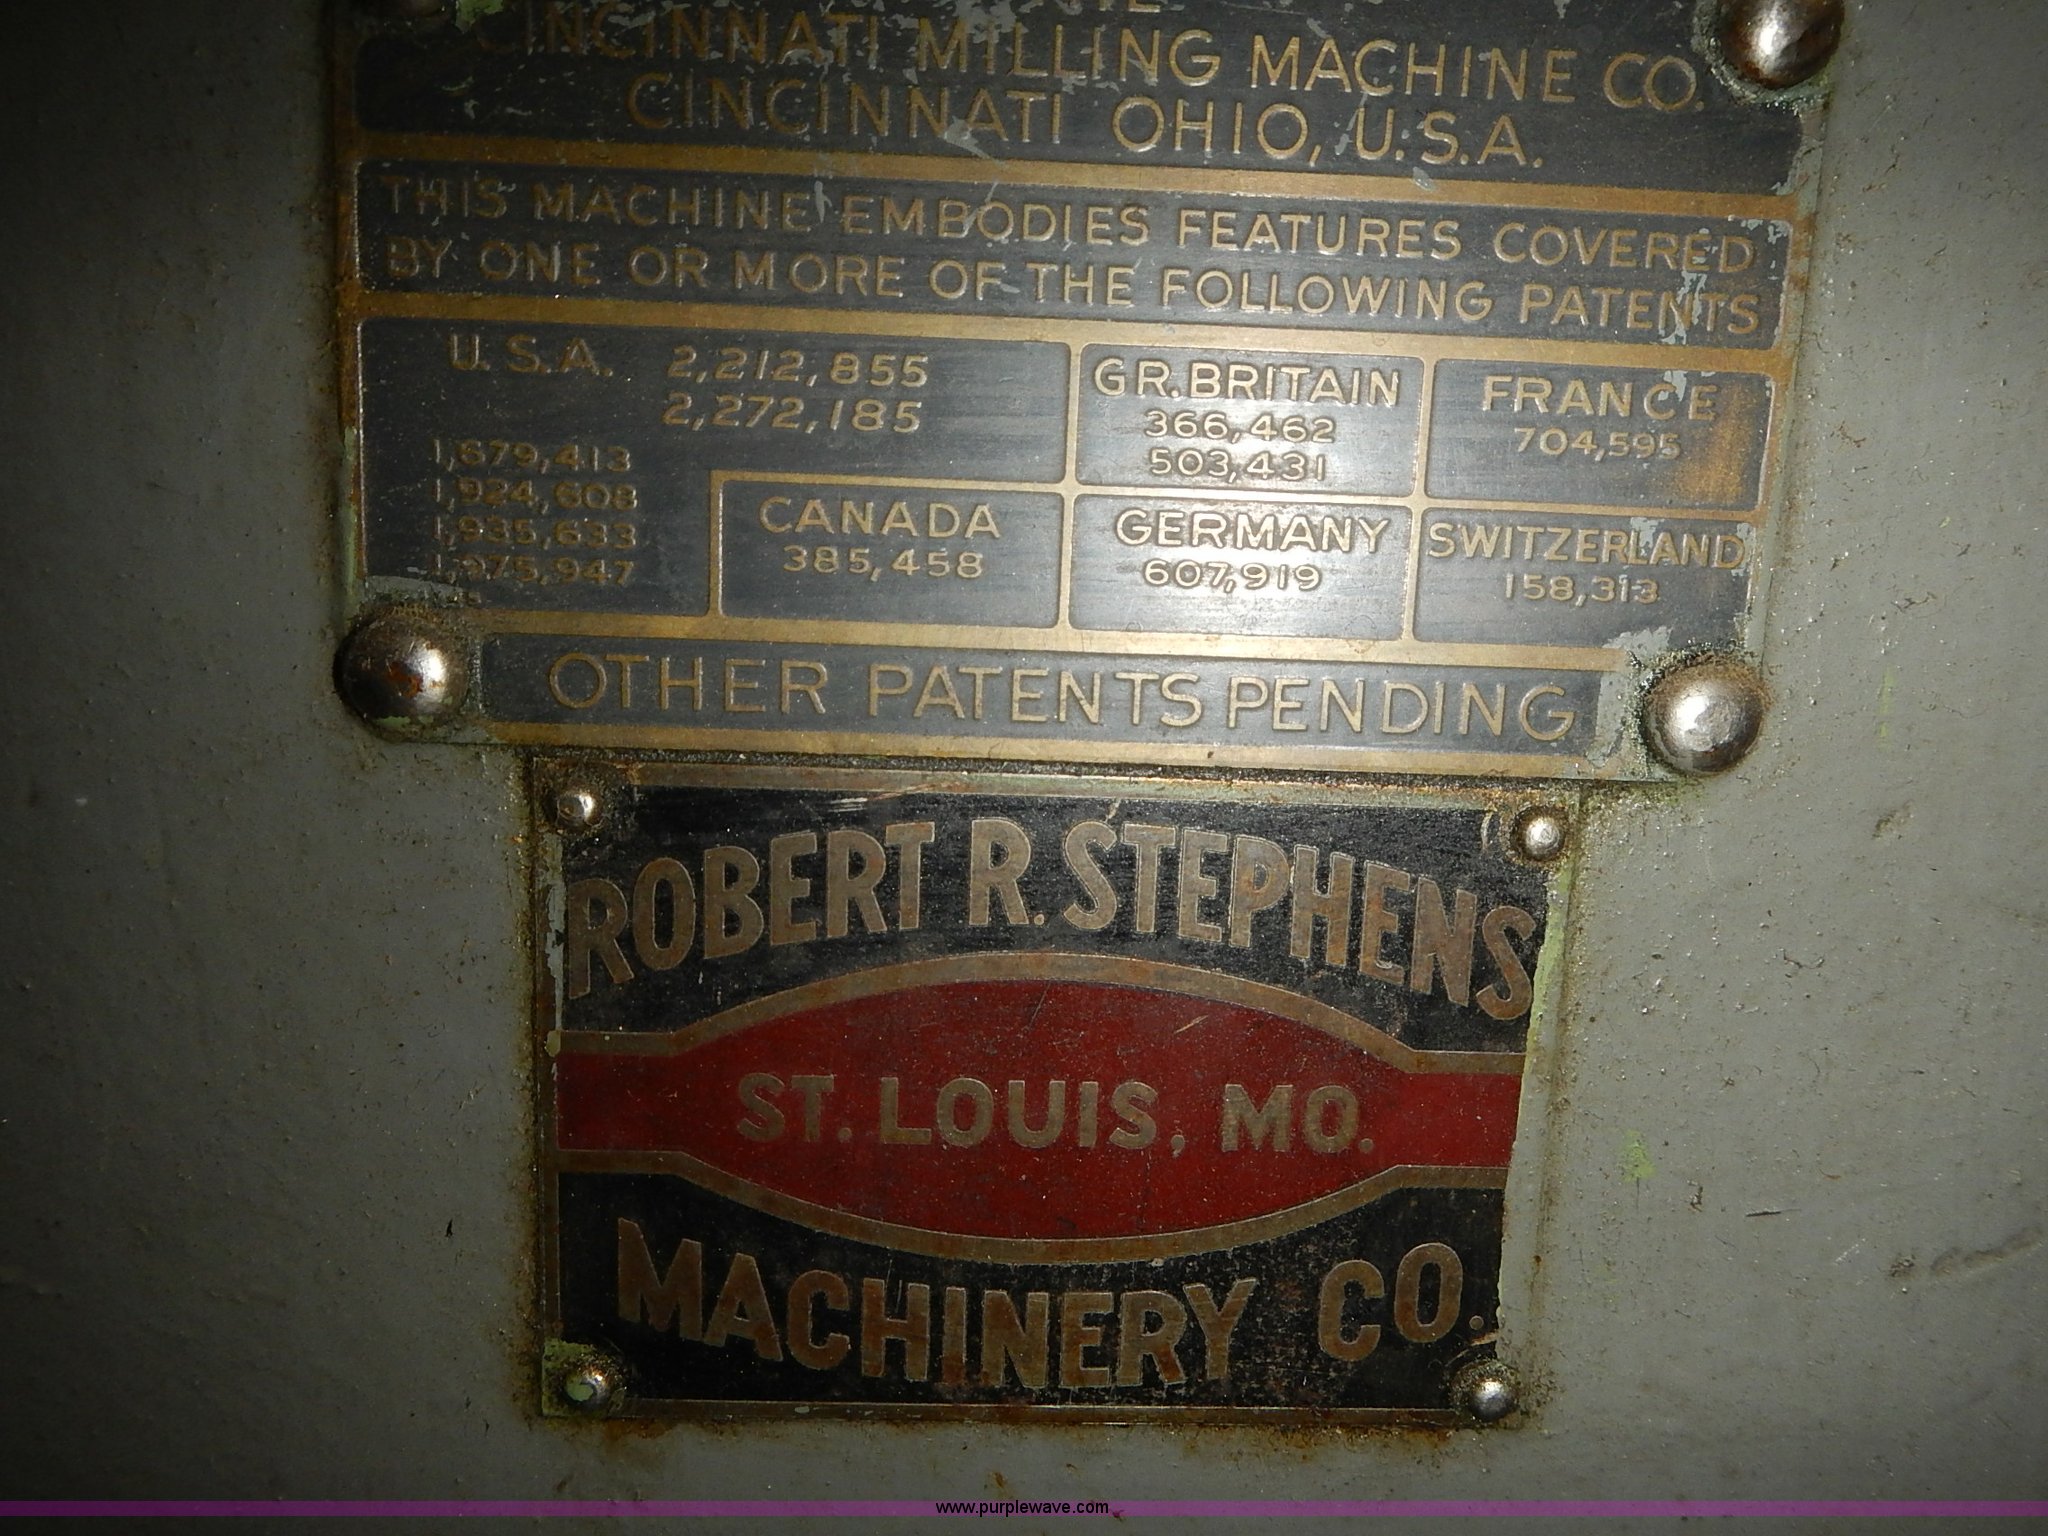 CINCINNATI MILLING MACHINE CO.
CINCINNATI OHIO, U.S.A.
THIS MACHINE EMBODIES FEATURES COVERED
BY ONE OR MORE OF THE FOLLOWING PATENTS
U.S.A. 2,212,855
2,272,185
1,679,413
1,924,608
1,935,633
1,975,947
CANADA
385,458
GR.BRITAIN
366,462
503,431
GERMANY
607,919
FRANCE
704,595
SWITZERLAND
158,313
OTHER PATENTS PENDING
ROBERT R. STEPHENS
ST. LOUIS, MO.
MACHINERY CO.
www.purplewave.com